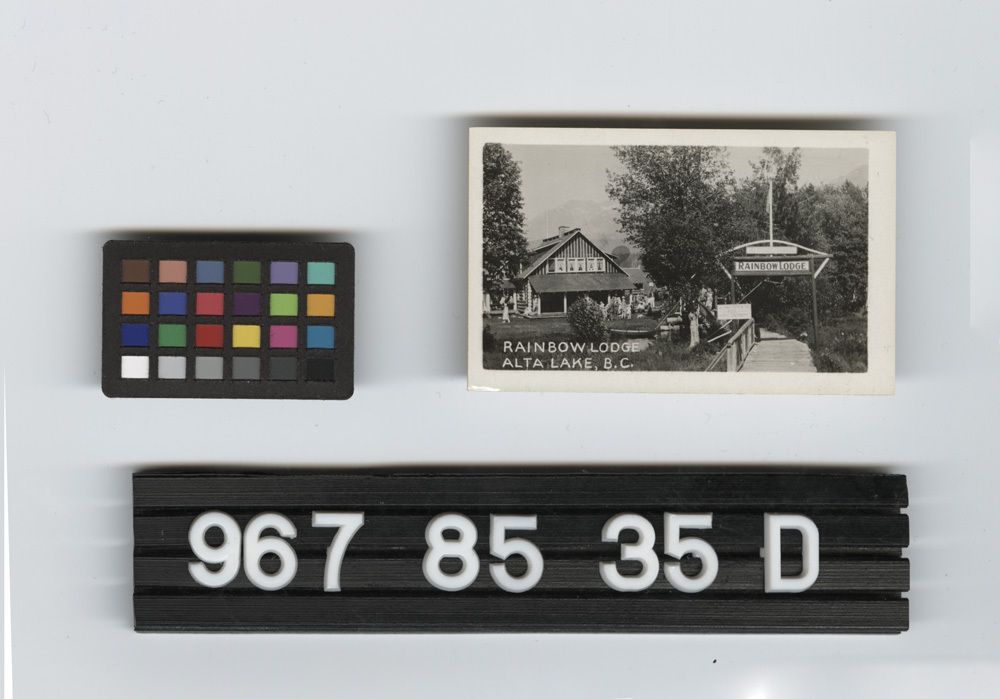 RAINBOW LODGE
RAINBOW LODGE
ALTA LAKE, B.C.
967 85 35 D